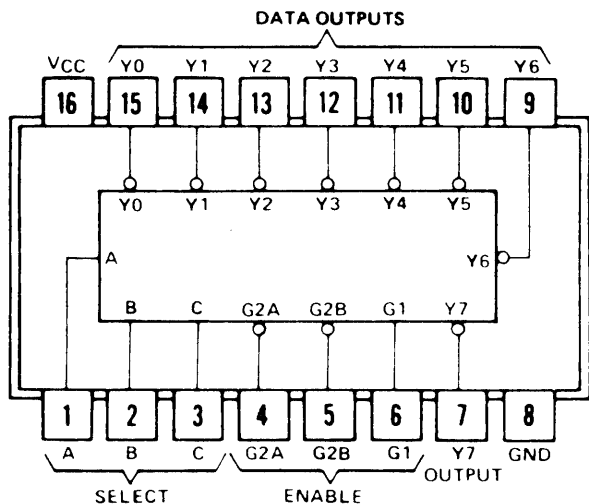 DATA OUTPUTS
VCC Y0 Y1 Y2 Y3 Y4 Y5 Y6
16 15 14 13 12 11 10 9
Y0 Y1 Y2 Y3 Y4 Y5
A Y6
B C G2A G2B G1 Y7
1 2 3 4 5 6 7 8
A B C G2A G2B G1 Y7 GND
OUTPUT
SELECT ENABLE